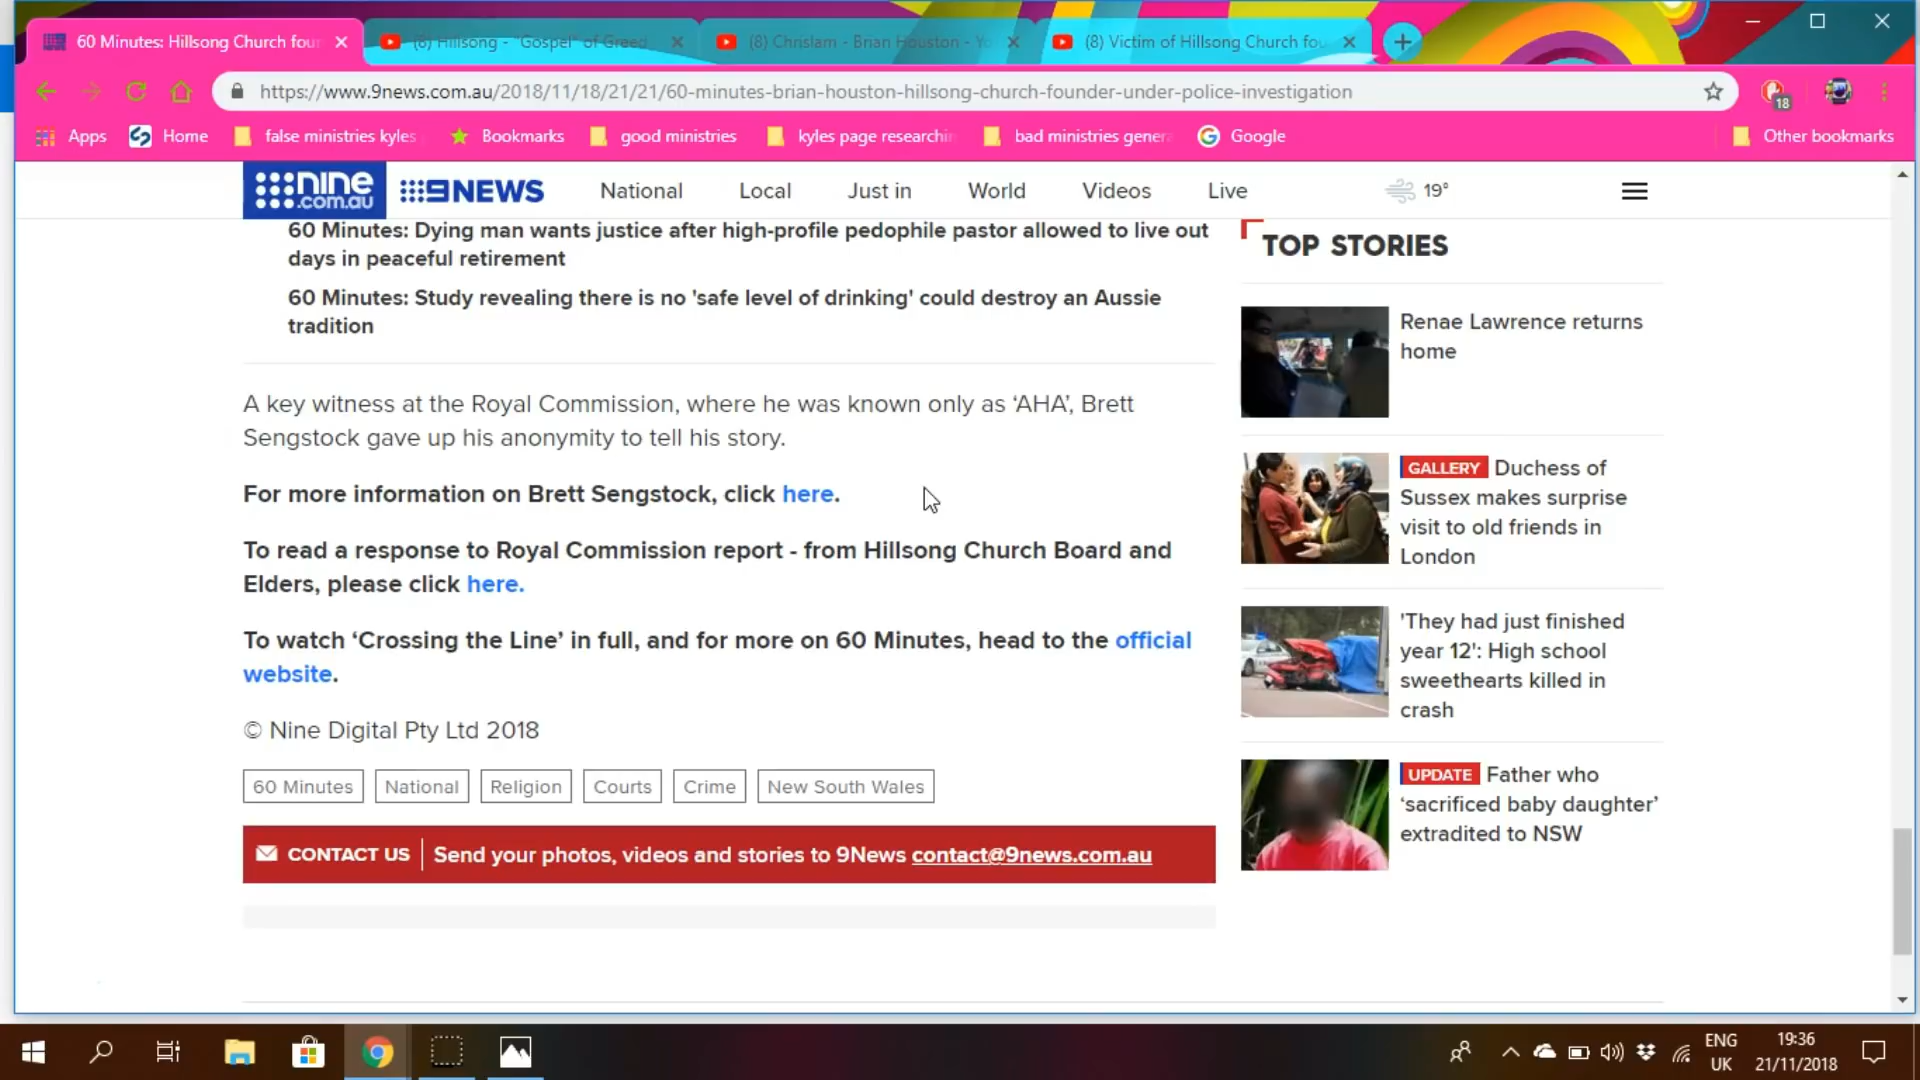 60 Minutes: Hillsong Church four
(8) Hillsong - "Gospel" of Greed
(8) Chrislam - Brian Houston - Yo
(8) Victim of Hillsong Church fou
https://www.9news.com.au/2018/11/18/21/21/60-minutes-brian-houston-hillsong-church-founder-under-police-investigation
18
Apps
Home
false ministries kyles
Bookmarks
good ministries
kyles page researchin
bad ministries genera
Google
Other bookmarks
nine
.com.au
9NEWS
National
Local
Just in
World
Videos
Live
19°
60 Minutes: Dying man wants justice after high-profile pedophile pastor allowed to live out
days in peaceful retirement
60 Minutes: Study revealing there is no 'safe level of drinking' could destroy an Aussie
tradition
A key witness at the Royal Commission, where he was known only as ‘AHA’, Brett
Sengstock gave up his anonymity to tell his story.
For more information on Brett Sengstock, click here.
To read a response to Royal Commission report - from Hillsong Church Board and
Elders, please click here.
To watch ‘Crossing the Line’ in full, and for more on 60 Minutes, head to the official
website.
© Nine Digital Pty Ltd 2018
60 Minutes
National
Religion
Courts
Crime
New South Wales
CONTACT US
Send your photos, videos and stories to 9News contact@9news.com.au
TOP STORIES
Renae Lawrence returns
home
GALLERY Duchess of
Sussex makes surprise
visit to old friends in
London
'They had just finished
year 12': High school
sweethearts killed in
crash
UPDATE Father who
‘sacrificed baby daughter’
extradited to NSW
ENG
UK
19:36
21/11/2018